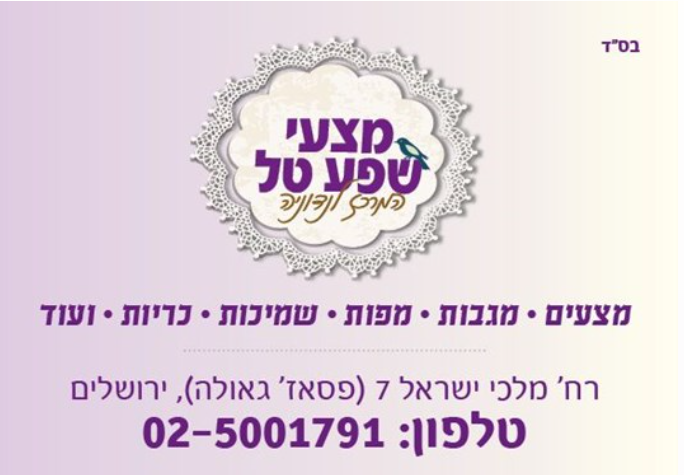 בס"ד
מצעי
שפע טל
המרכז לנדוניה
מצעים • מגבות • מפות • שמיכות • כריות • ועוד
רח' מלכי ישראל 7 (פסאז' גאולה), ירושלים
טלפון: 02-5001791